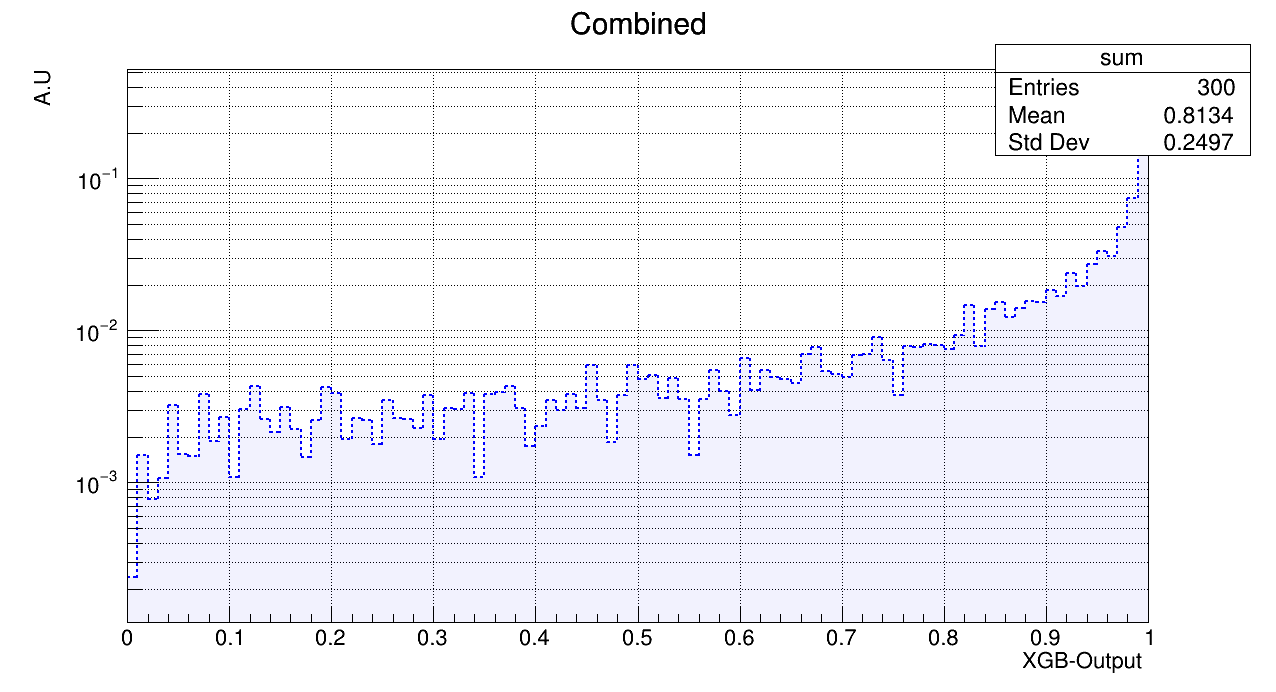 Combined
A.U
sum
Entries 300
Mean 0.8134
Std Dev 0.2497
10⁻¹
10⁻²
10⁻³
0 0.1 0.2 0.3 0.4 0.5 0.6 0.7 0.8 0.9 1
XGB-Output